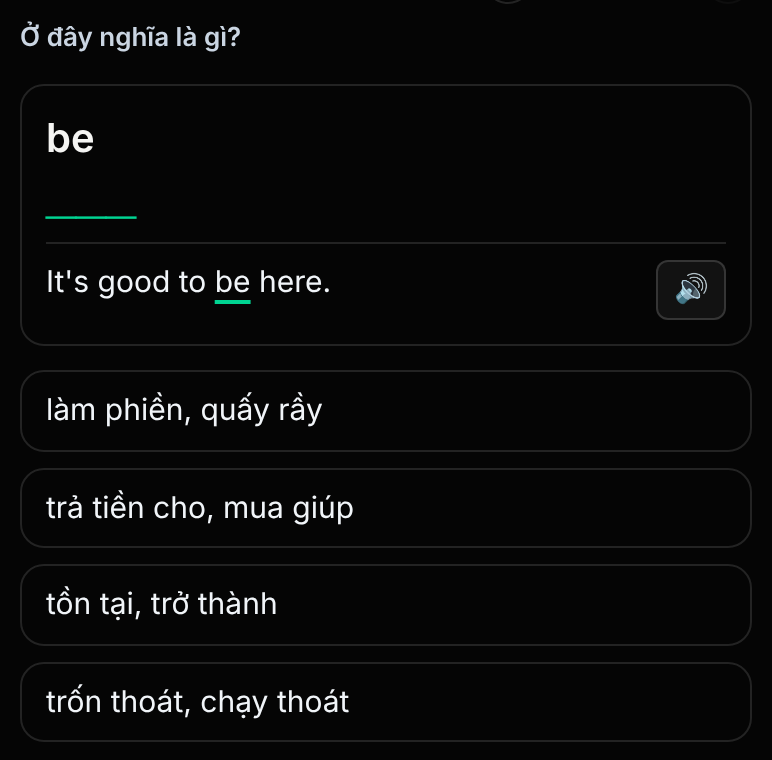 Ở đây nghĩa là gì?
be
It's good to be here.
làm phiền, quấy rầy
trả tiền cho, mua giúp
tồn tại, trở thành
trốn thoát, chạy thoát